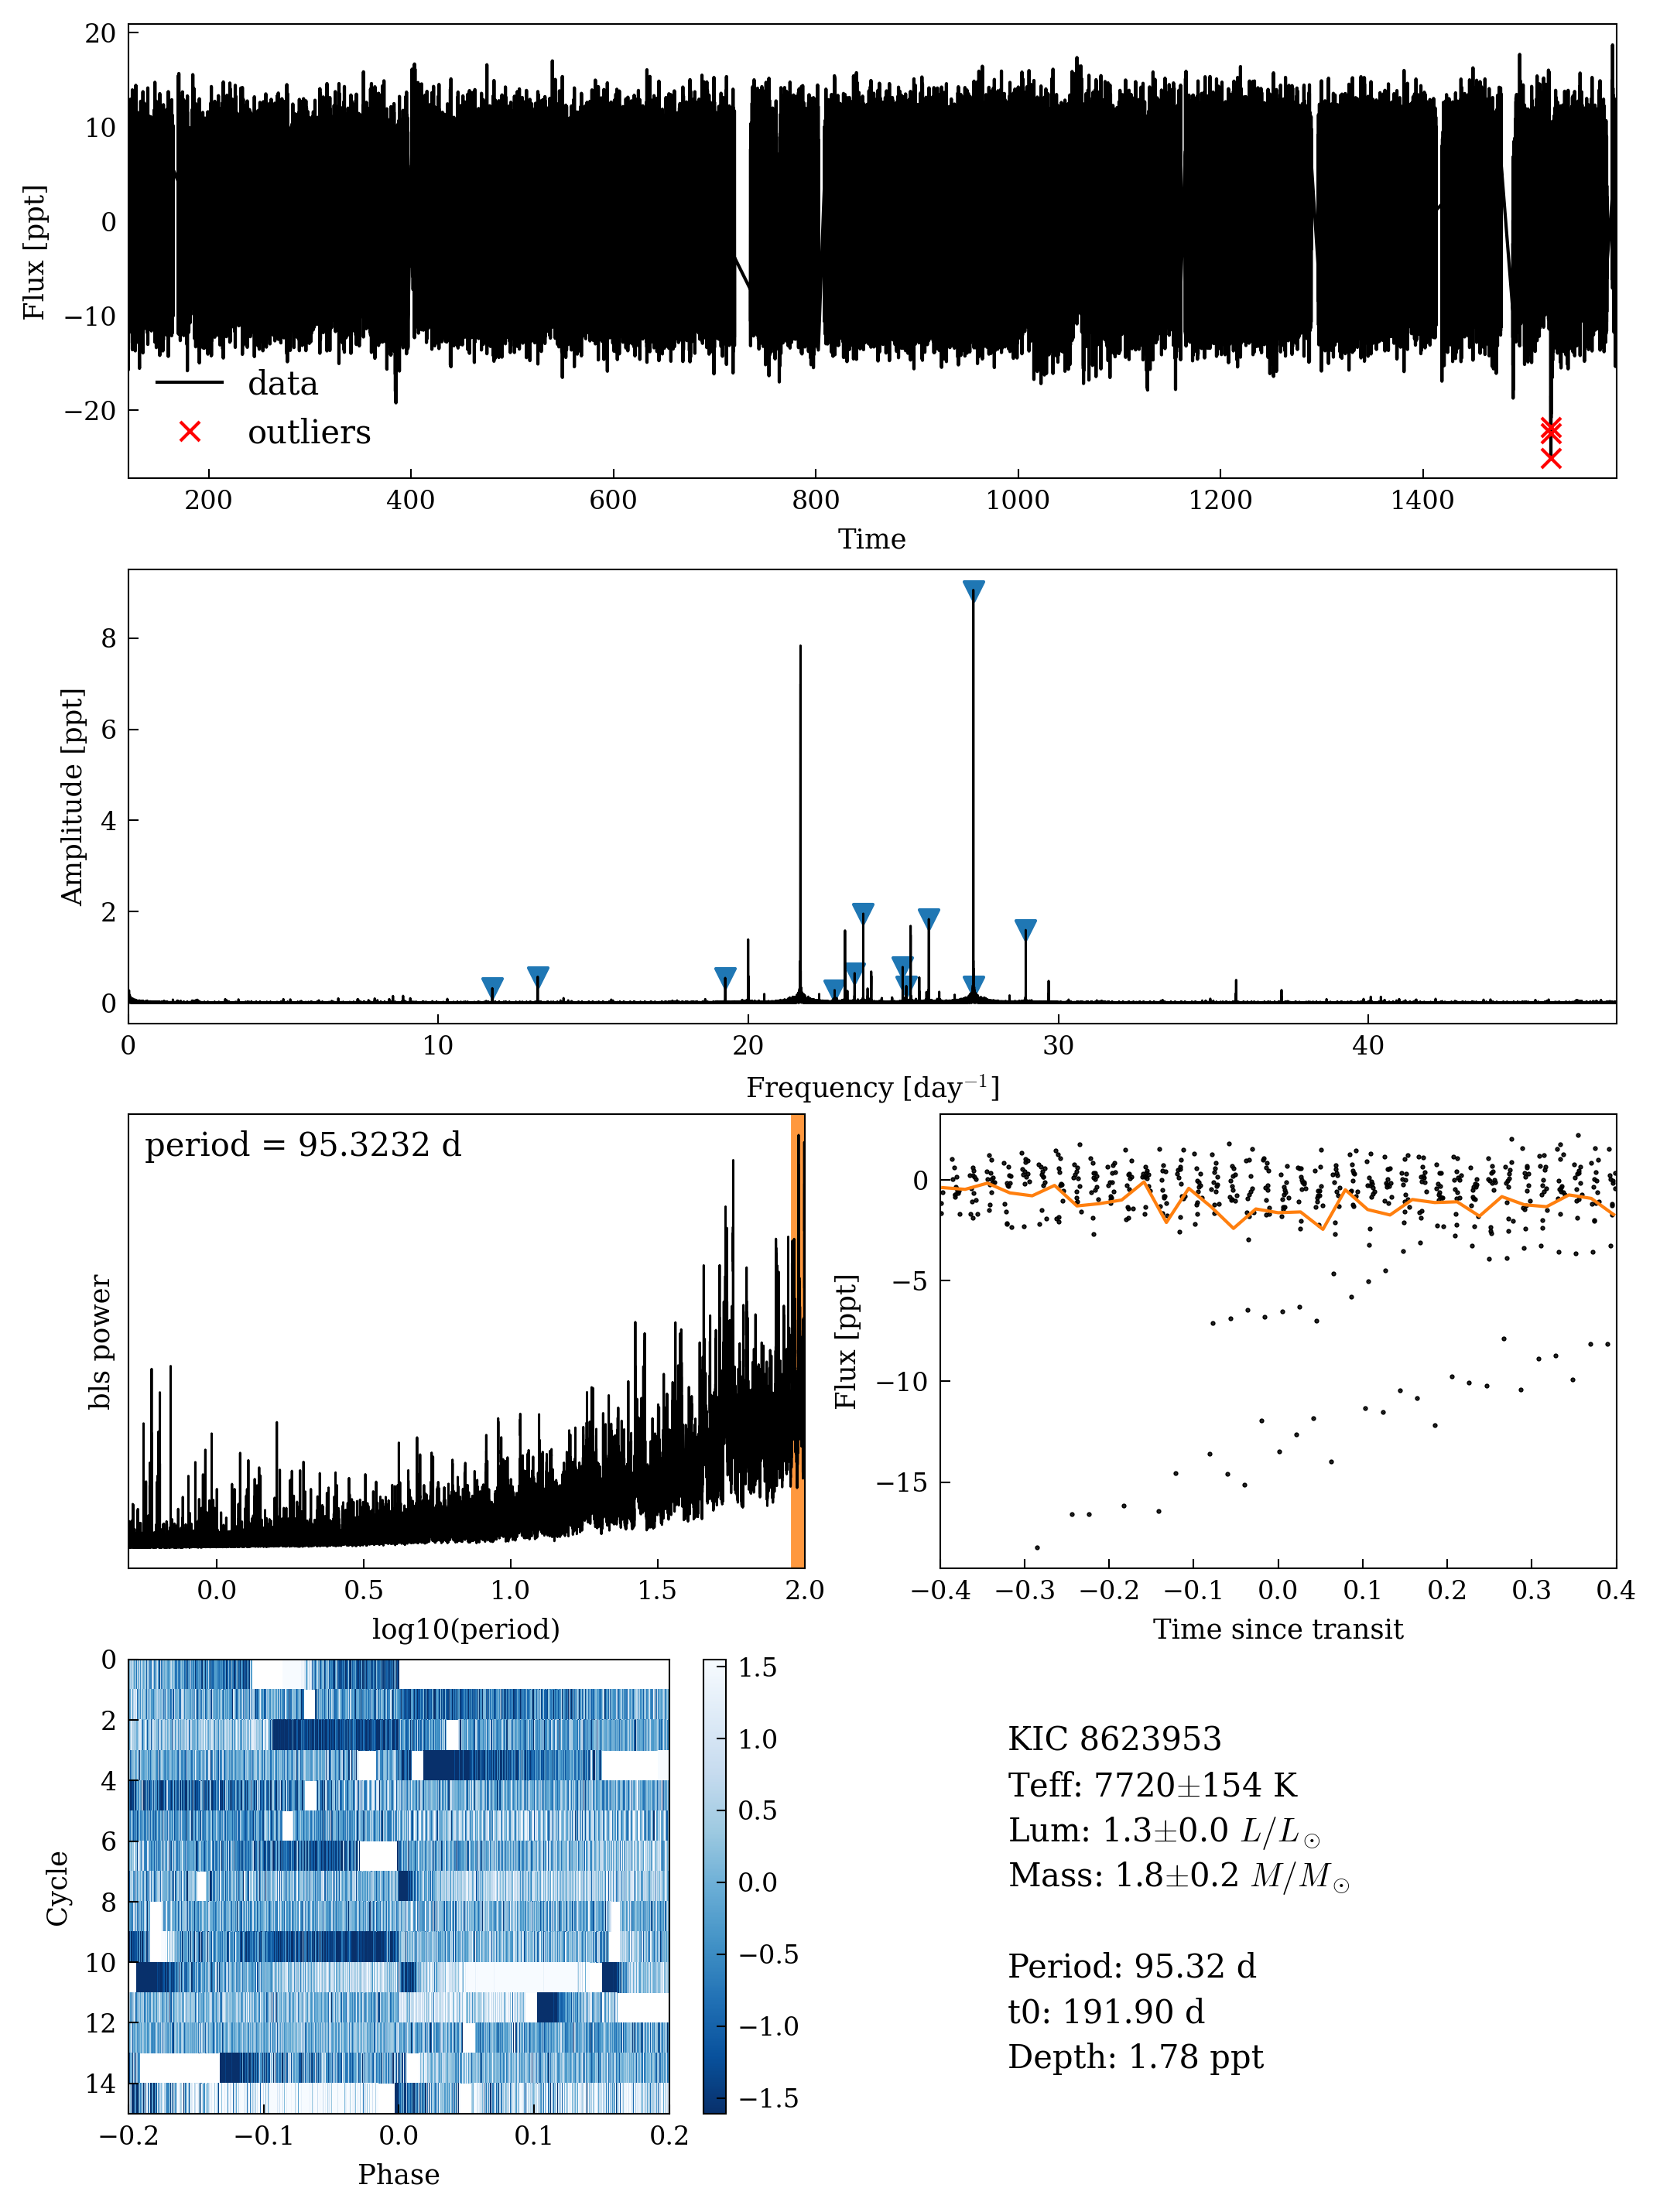 20
10
0
−10
−20
Flux [ppt]
data
outliers
200 400 600 800 1000 1200 1400
Time
8
6
4
2
0
Amplitude [ppt]
0 10 20 30 40
Frequency [day⁻¹]
period = 95.3232 d
bls power
0.0 0.5 1.0 1.5 2.0
log10(period)
0
−5
−10
−15
Flux [ppt]
−0.4 −0.3 −0.2 −0.1 0.0 0.1 0.2 0.3 0.4
Time since transit
0
2
4
6
8
10
12
14
Cycle
−0.2 −0.1 0.0 0.1 0.2
Phase
1.5
1.0
0.5
0.0
−0.5
−1.0
−1.5
KIC 8623953
Teff: 7720±154 K
Lum: 1.3±0.0 L/L⊙
Mass: 1.8±0.2 M/M⊙
Period: 95.32 d
t0: 191.90 d
Depth: 1.78 ppt